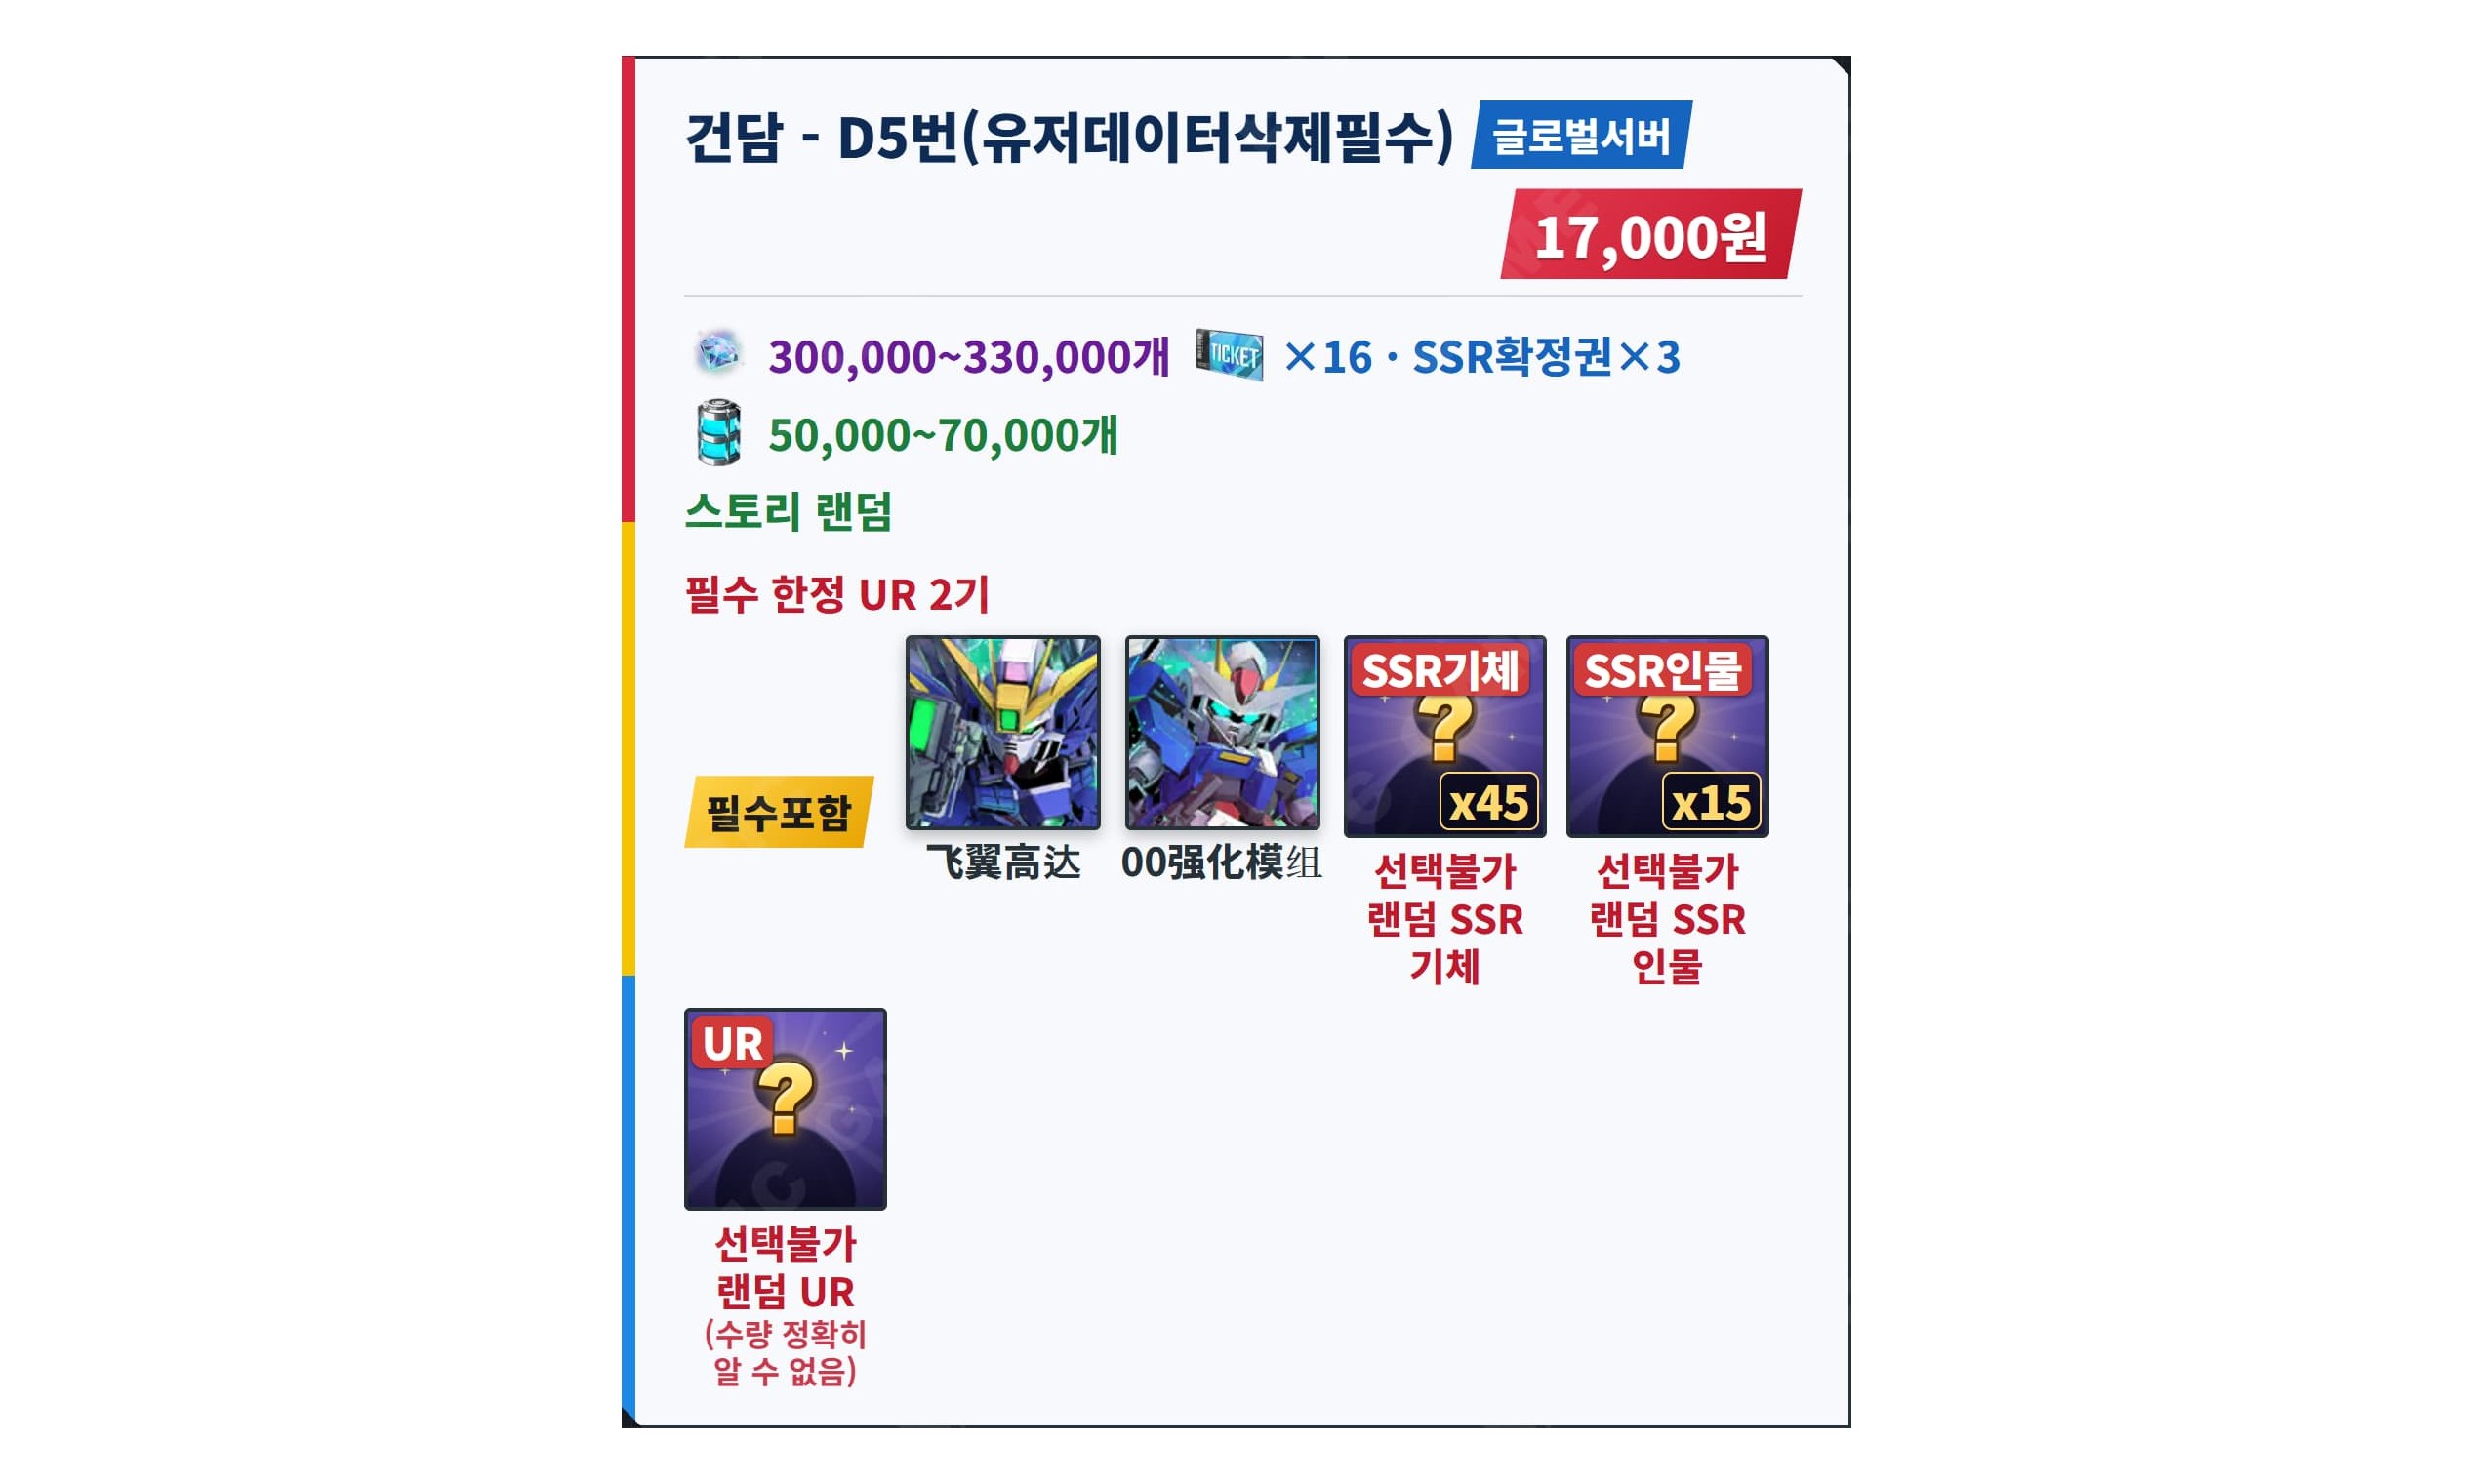 건담 - D5번(유저데이터삭제필수) 글로벌서버
17,000원
300,000~330,000개 TICKET ×16 · SSR확정권×3
50,000~70,000개
스토리 랜덤
필수 한정 UR 2기
필수포함
飞翼高达
00强化模组
SSR기체
?
x45
선택불가
랜덤 SSR
기체
SSR인물
?
x15
선택불가
랜덤 SSR
인물
UR
?
선택불가
랜덤 UR
(수량 정확히
알 수 없음)